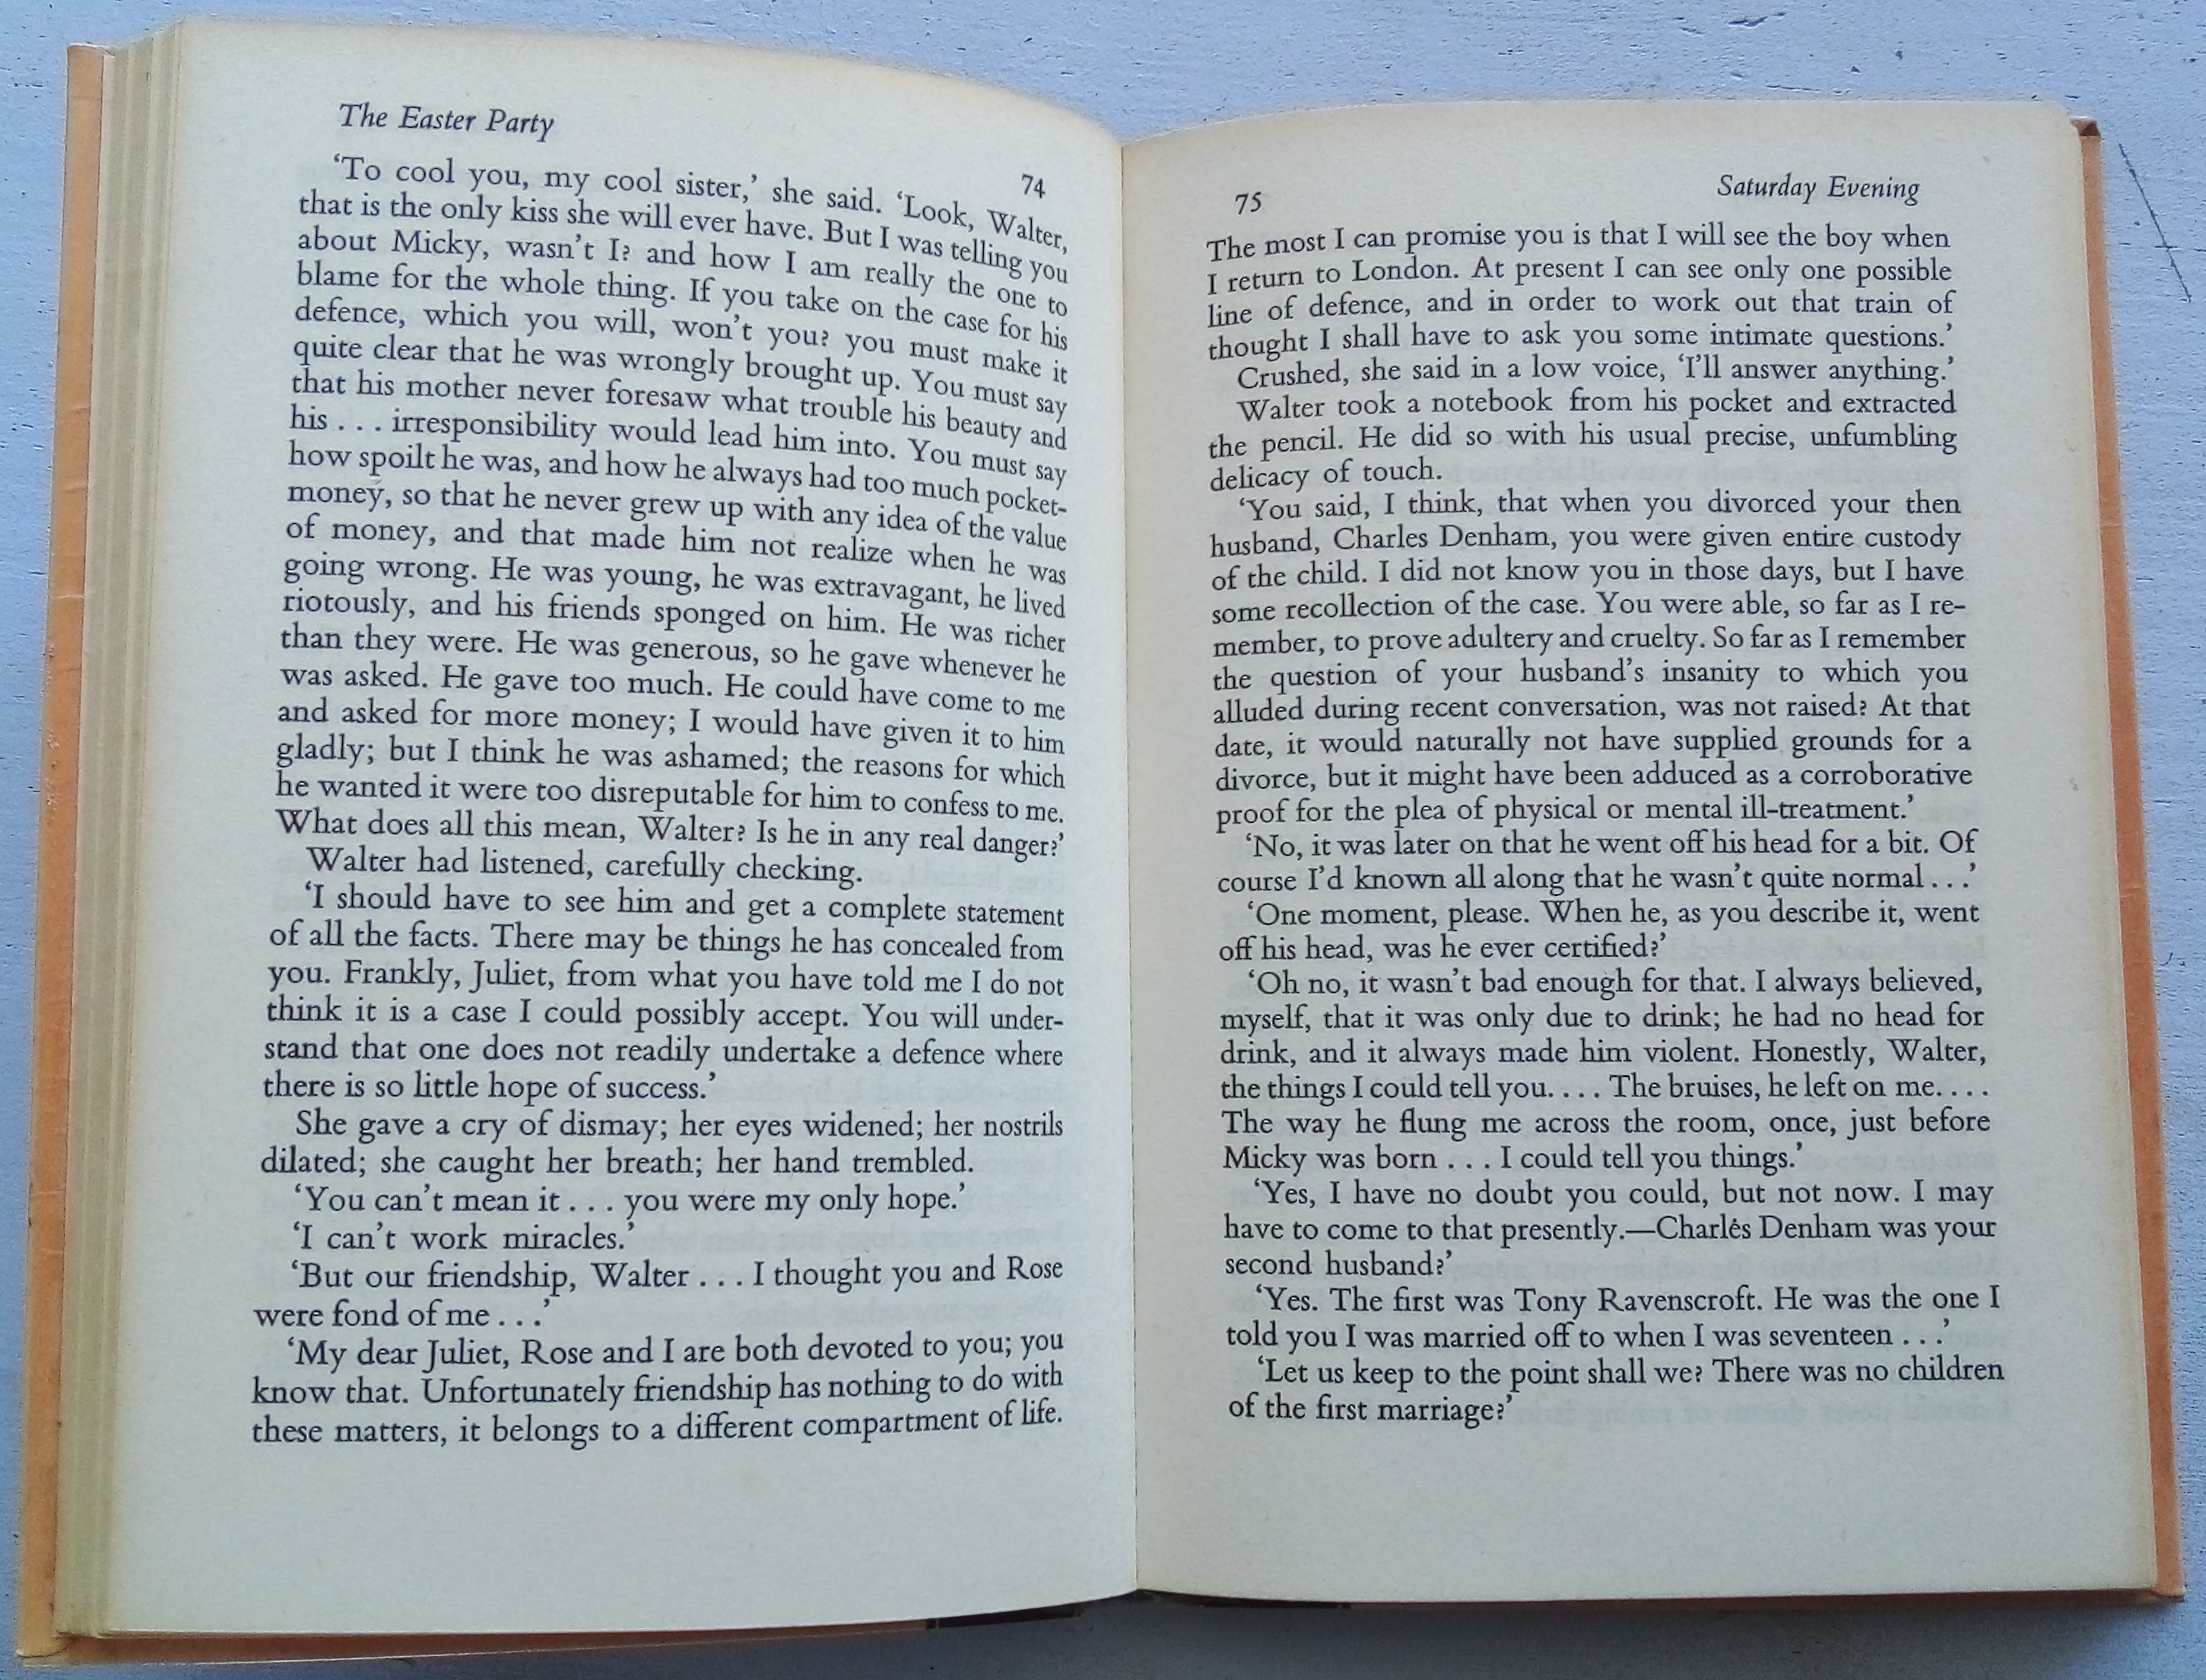 The Easter Party
74
‘To cool you, my cool sister,’ she said. ‘Look, Walter,
that is the only kiss she will ever have. But I was telling you
about Micky, wasn’t I? and how I am really the one to
blame for the whole thing. If you take on the case for his
defence, which you will, won’t you? you must make it
quite clear that he was wrongly brought up. You must say
that his mother never foresaw what trouble his beauty and
his . . . irresponsibility would lead him into. You must say
how spoilt he was, and how he always had too much pocket-
money, so that he never grew up with any idea of the value
of money, and that made him not realize when he was
going wrong. He was young, he was extravagant, he lived
riotously, and his friends sponged on him. He was richer
than they were. He was generous, so he gave whenever he
was asked. He gave too much. He could have come to me
and asked for more money; I would have given it to him
gladly; but I think he was ashamed; the reasons for which
he wanted it were too disreputable for him to confess to me.
What does all this mean, Walter? Is he in any real danger?’
Walter had listened, carefully checking.
‘I should have to see him and get a complete statement
of all the facts. There may be things he has concealed from
you. Frankly, Juliet, from what you have told me I do not
think it is a case I could possibly accept. You will under-
stand that one does not readily undertake a defence where
there is so little hope of success.’
She gave a cry of dismay; her eyes widened; her nostrils
dilated; she caught her breath; her hand trembled.
‘You can’t mean it . . . you were my only hope.’
‘I can’t work miracles.’
‘But our friendship, Walter . . . I thought you and Rose
were fond of me . . .’
‘My dear Juliet, Rose and I are both devoted to you; you
know that. Unfortunately friendship has nothing to do with
these matters, it belongs to a different compartment of life.
75
Saturday Evening
The most I can promise you is that I will see the boy when
I return to London. At present I can see only one possible
line of defence, and in order to work out that train of
thought I shall have to ask you some intimate questions.’
Crushed, she said in a low voice, ‘I’ll answer anything.’
Walter took a notebook from his pocket and extracted
the pencil. He did so with his usual precise, unfumbling
delicacy of touch.
‘You said, I think, that when you divorced your then
husband, Charles Denham, you were given entire custody
of the child. I did not know you in those days, but I have
some recollection of the case. You were able, so far as I re-
member, to prove adultery and cruelty. So far as I remember
the question of your husband’s insanity to which you
alluded during recent conversation, was not raised? At that
date, it would naturally not have supplied grounds for a
divorce, but it might have been adduced as a corroborative
proof for the plea of physical or mental ill-treatment.’
‘No, it was later on that he went off his head for a bit. Of
course I’d known all along that he wasn’t quite normal . . .’
‘One moment, please. When he, as you describe it, went
off his head, was he ever certified?’
‘Oh no, it wasn’t bad enough for that. I always believed,
myself, that it was only due to drink; he had no head for
drink, and it always made him violent. Honestly, Walter,
the things I could tell you. . . . The bruises, he left on me. . . .
The way he flung me across the room, once, just before
Micky was born . . . I could tell you things.’
‘Yes, I have no doubt you could, but not now. I may
have to come to that presently.—Charles Denham was your
second husband?’
‘Yes. The first was Tony Ravenscroft. He was the one I
told you I was married off to when I was seventeen . . .’
‘Let us keep to the point shall we? There was no children
of the first marriage?’